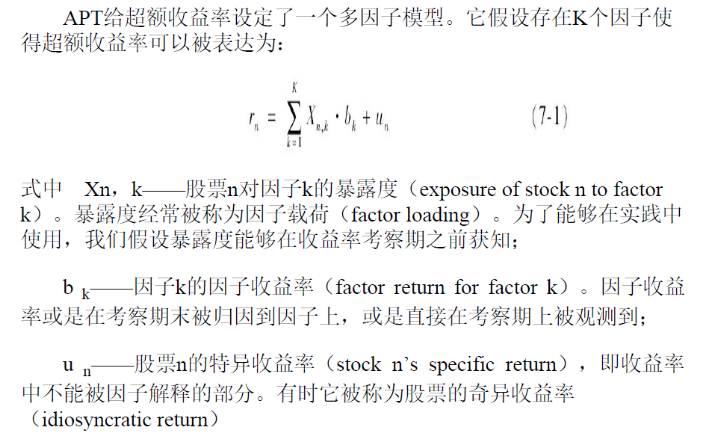 APT给超额收益率设定了一个多因子模型。它假设存在K个因子使
得超额收益率可以被表达为：
K
rₙ = ∑ Xₙ,ₖ · bₖ + uₙ (7-1)
k=1
式中 Xn，k——股票n对因子k的暴露度（exposure of stock n to factor
k）。暴露度经常被称为因子载荷（factor loading）。为了能够在实践中
使用，我们假设暴露度能够在收益率考察期之前获知；
b k——因子k的因子收益率（factor return for factor k）。因子收益
率或是在考察期末被归因到因子上，或是直接在考察期上被观测到；
u n——股票n的特异收益率（stock n’s specific return），即收益率
中不能被因子解释的部分。有时它被称为股票的奇异收益率
（idiosyncratic return）